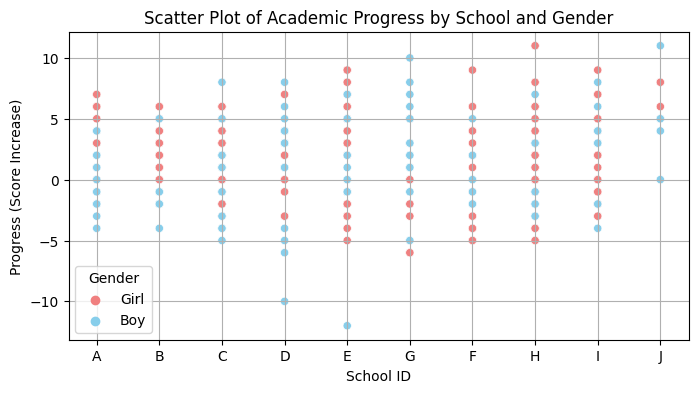 Scatter Plot of Academic Progress by School and Gender
Progress (Score Increase)
10
5
0
−5
−10
Gender
Girl
Boy
A B C D E G F H I J
School ID